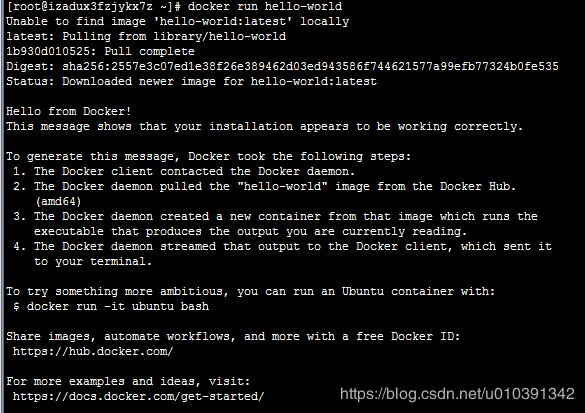 [root@izadux3fzjykx7z ~]# docker run hello-world
Unable to find image 'hello-world:latest' locally
latest: Pulling from library/hello-world
1b930d010525: Pull complete
Digest: sha256:2557e3c07ed1e38f26e389462d03ed943586f744621577a99efb77324b0fe535
Status: Downloaded newer image for hello-world:latest
Hello from Docker!
This message shows that your installation appears to be working correctly.
To generate this message, Docker took the following steps:
1. The Docker client contacted the Docker daemon.
2. The Docker daemon pulled the "hello-world" image from the Docker Hub.
(amd64)
3. The Docker daemon created a new container from that image which runs the
executable that produces the output you are currently reading.
4. The Docker daemon streamed that output to the Docker client, which sent it
to your terminal.
To try something more ambitious, you can run an Ubuntu container with:
$ docker run -it ubuntu bash
Share images, automate workflows, and more with a free Docker ID:
https://hub.docker.com/
For more examples and ideas, visit:
https://docs.docker.com/get-started/
https://blog.csdn.net/u010391342